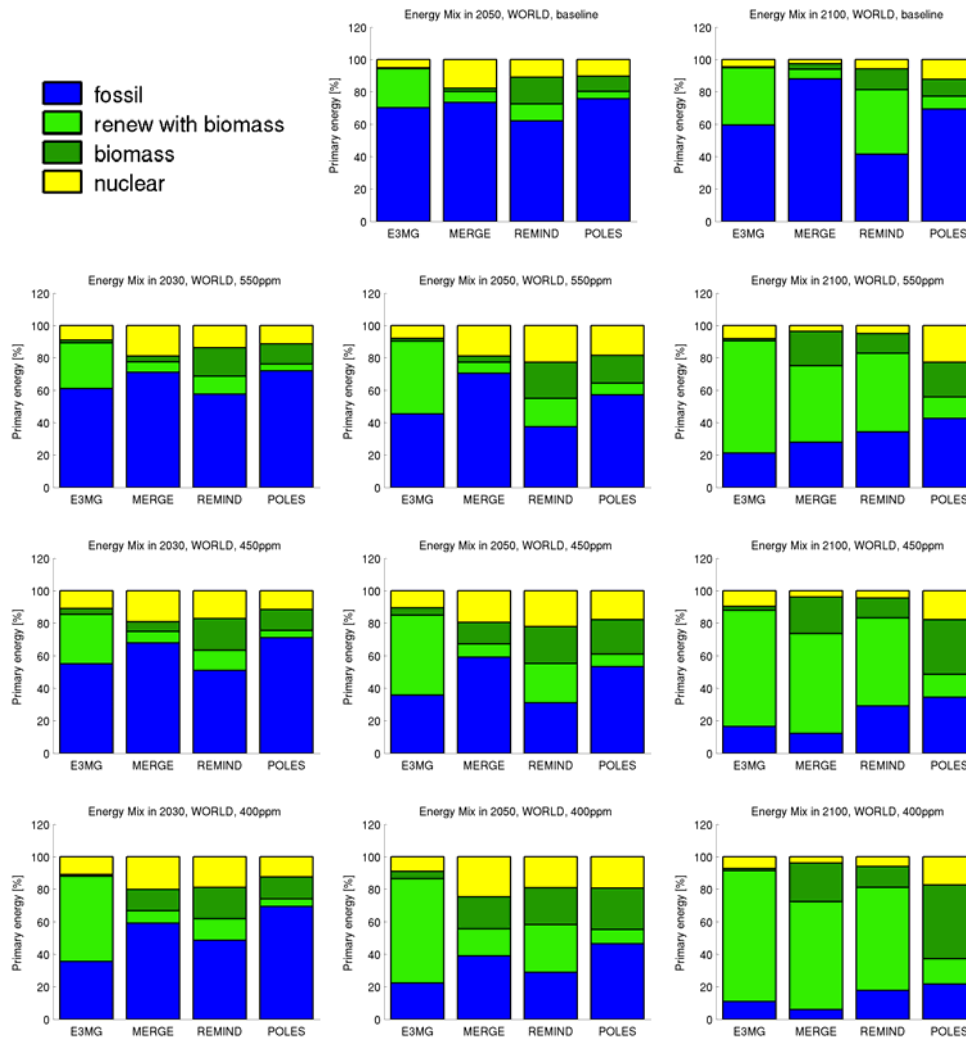 Energy Mix in 2050, WORLD, baseline
120
100
80
60
40
20
0
Primary energy [%]
E3MG MERGE REMIND POLES
Energy Mix in 2100, WORLD, baseline
120
100
80
60
40
20
0
Primary energy [%]
E3MG MERGE REMIND POLES
fossil
renew with biomass
biomass
nuclear
Energy Mix in 2030, WORLD, 550ppm
120
100
80
60
40
20
0
Primary energy [%]
E3MG MERGE REMIND POLES
Energy Mix in 2050, WORLD, 550ppm
120
100
80
60
40
20
0
Primary energy [%]
E3MG MERGE REMIND POLES
Energy Mix in 2100, WORLD, 550ppm
120
100
80
60
40
20
0
Primary energy [%]
E3MG MERGE REMIND POLES
Energy Mix in 2030, WORLD, 450ppm
120
100
80
60
40
20
0
Primary energy [%]
E3MG MERGE REMIND POLES
Energy Mix in 2050, WORLD, 450ppm
120
100
80
60
40
20
0
Primary energy [%]
E3MG MERGE REMIND POLES
Energy Mix in 2100, WORLD, 450ppm
120
100
80
60
40
20
0
Primary energy [%]
E3MG MERGE REMIND POLES
Energy Mix in 2030, WORLD, 400ppm
120
100
80
60
40
20
0
Primary energy [%]
E3MG MERGE REMIND POLES
Energy Mix in 2050, WORLD, 400ppm
120
100
80
60
40
20
0
Primary energy [%]
E3MG MERGE REMIND POLES
Energy Mix in 2100, WORLD, 400ppm
120
100
80
60
40
20
0
Primary energy [%]
E3MG MERGE REMIND POLES